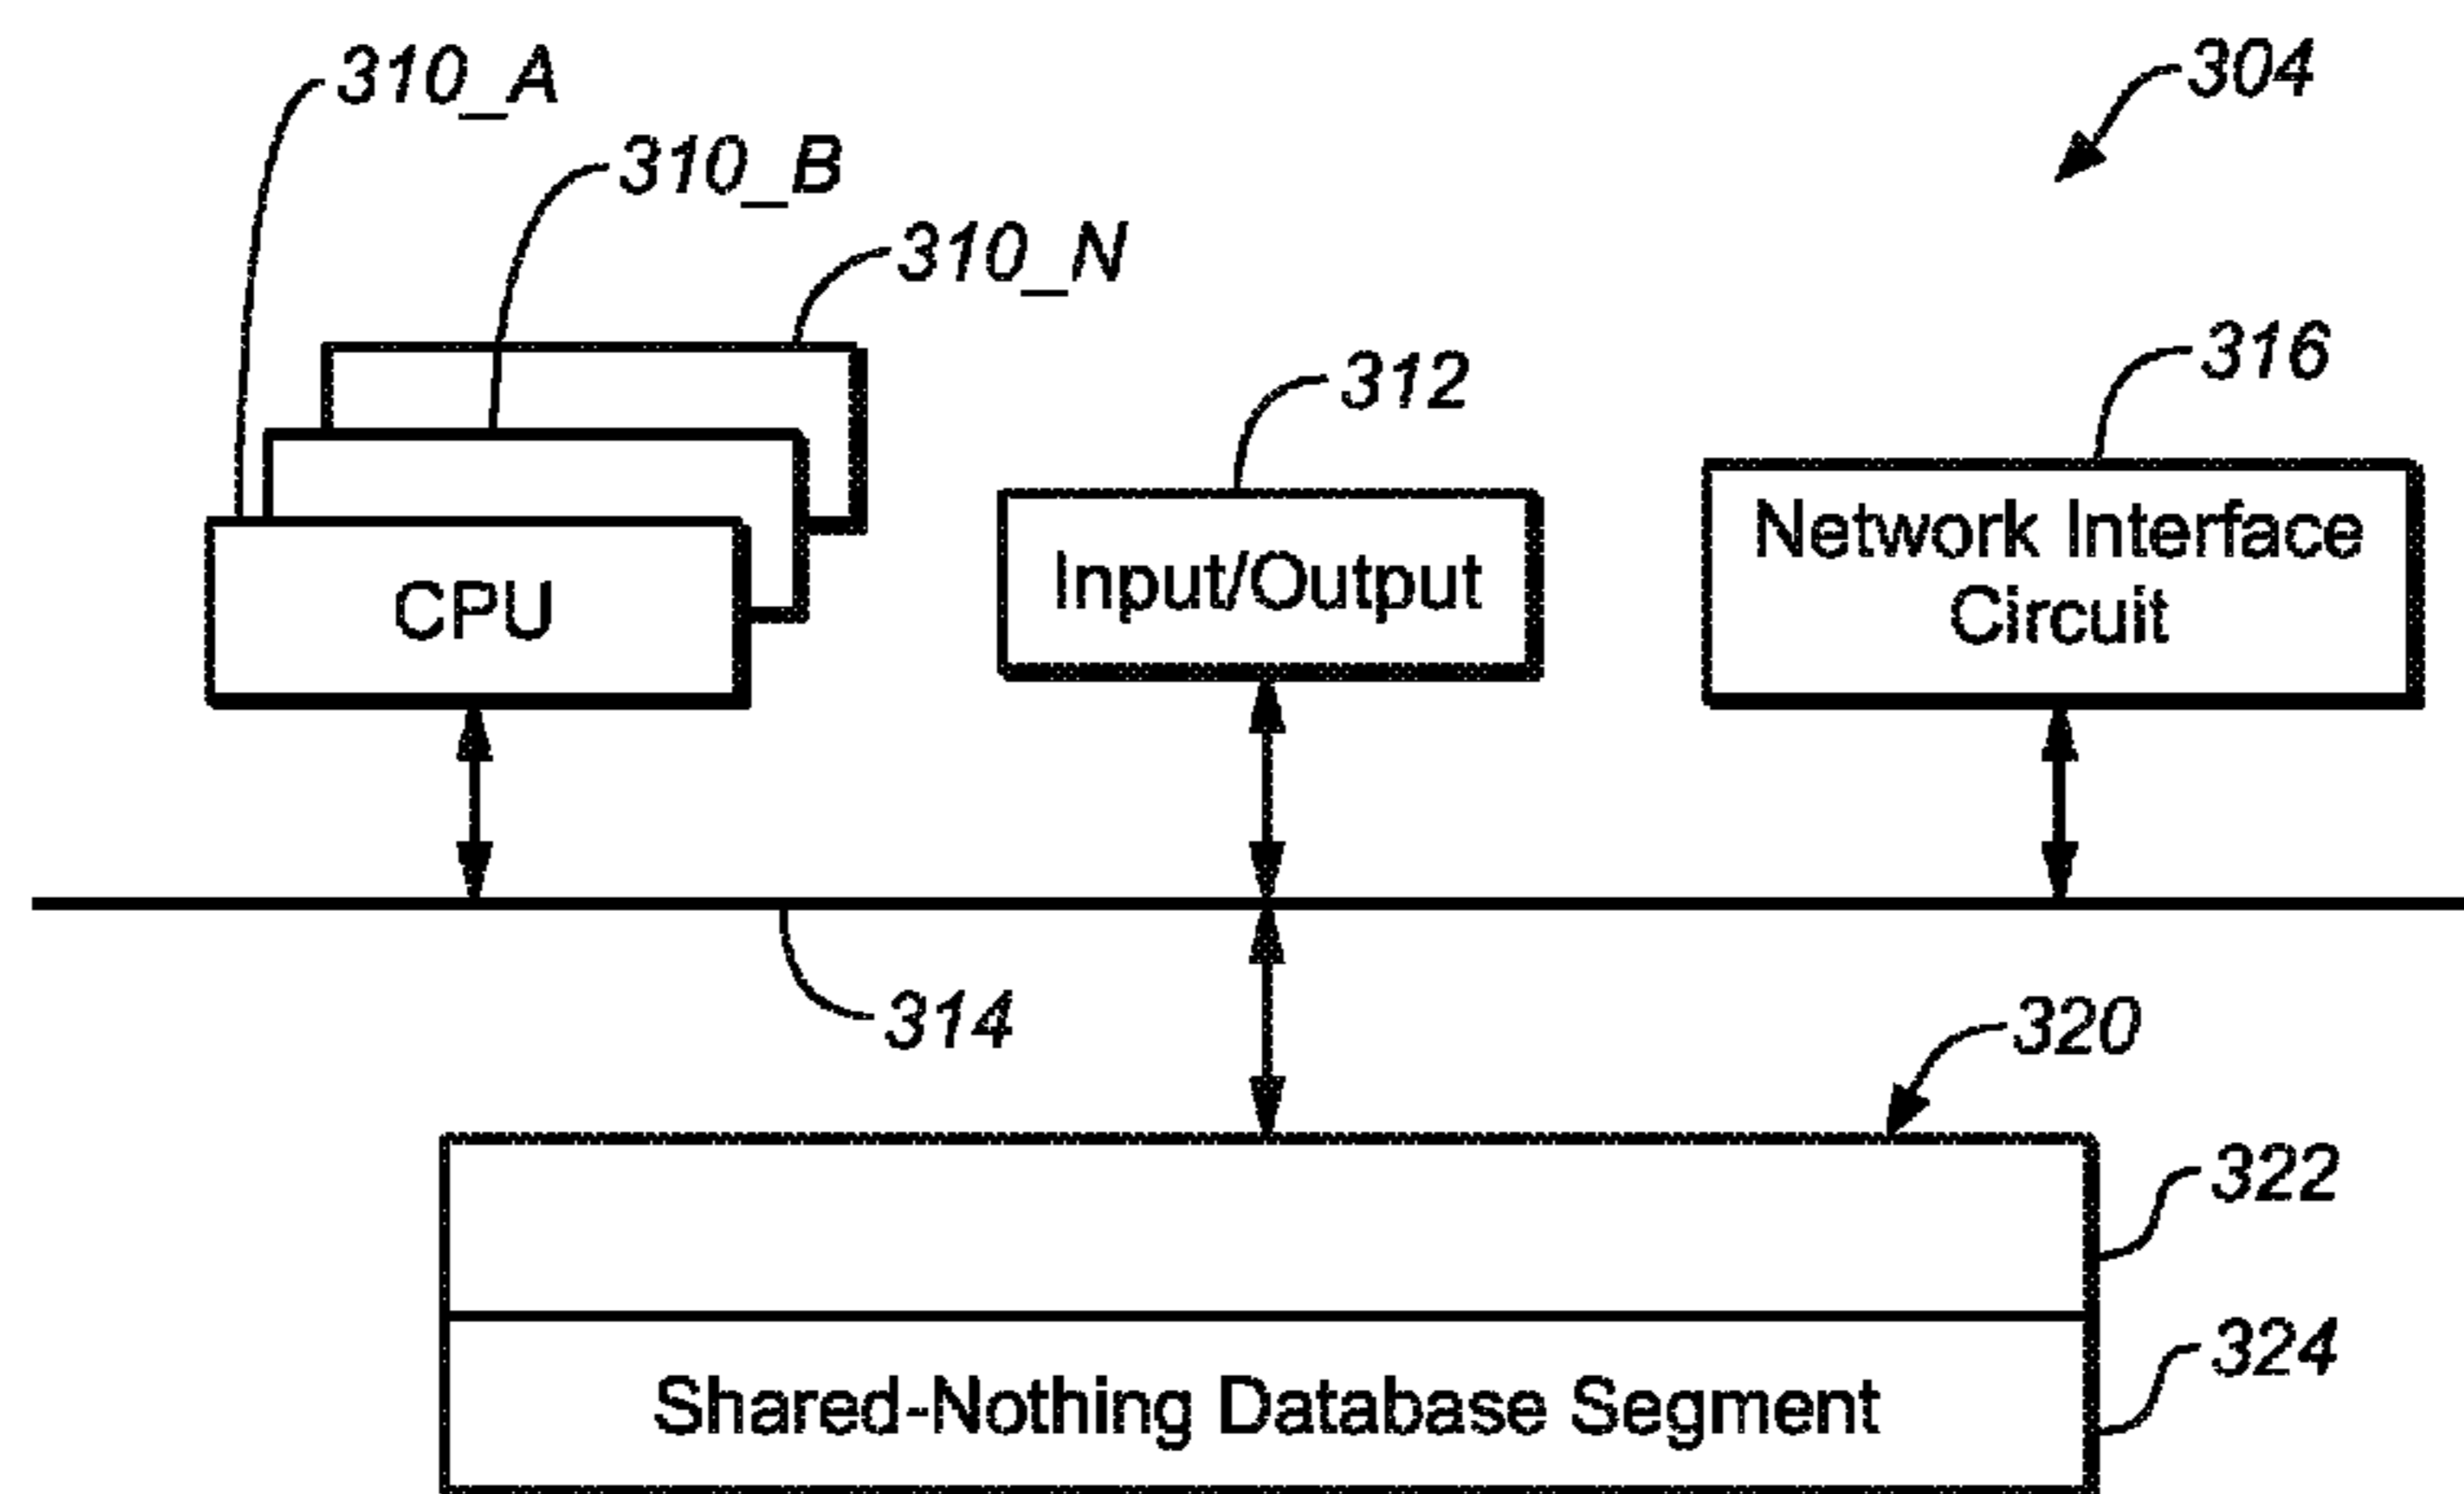 310_A
304
310_B
310_N
316
312
Network Interface
Circuit
Input/Output
CPU
314
320
322
324
Shared-Nothing Database Segment